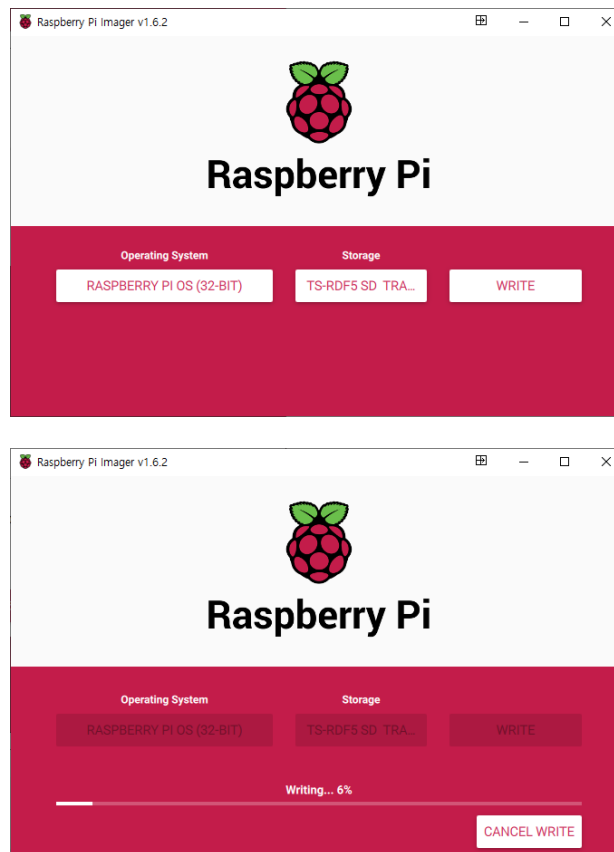 Raspberry Pi Imager v1.6.2
Raspberry Pi
Operating System Storage
RASPBERRY PI OS (32-BIT) TS-RDF5 SD TRA... WRITE
Raspberry Pi Imager v1.6.2
Raspberry Pi
Operating System Storage
RASPBERRY PI OS (32-BIT) TS-RDF5 SD TRA... WRITE
Writing... 6%
CANCEL WRITE